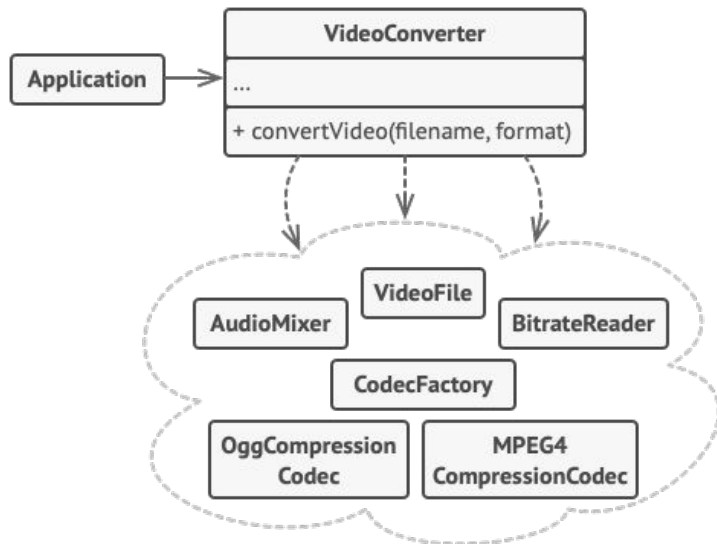 VideoConverter
Application
...
+ convertVideo(filename, format)
VideoFile
AudioMixer
BitrateReader
CodecFactory
OggCompression
Codec
MPEG4
CompressionCodec